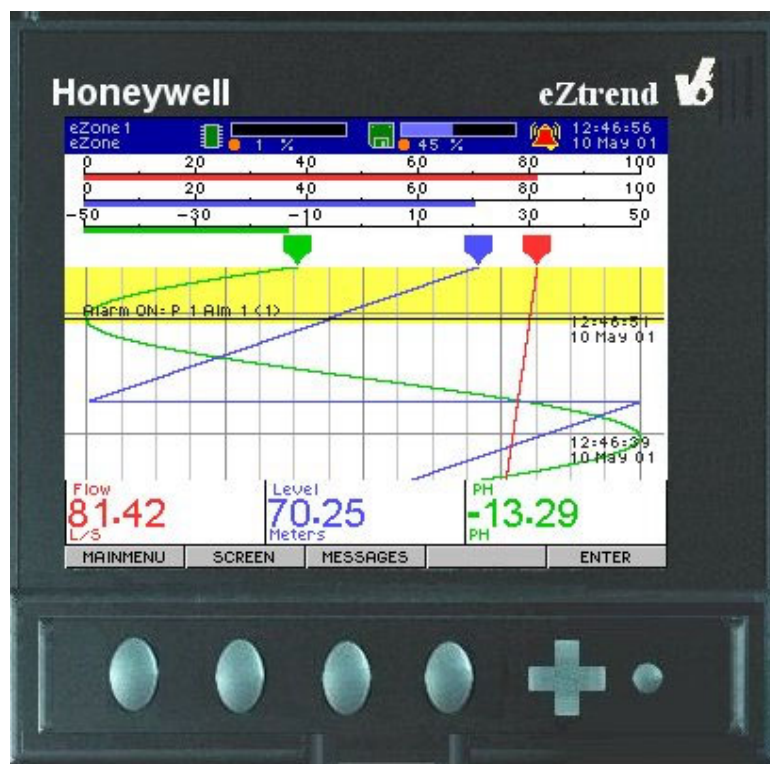 Honeywell
eZtrend V5
eZone1
eZone
1 %
45 %
12:46:56
10 May 01
0 20 40 60 80 100
0 20 40 60 80 100
-50 -30 -10 10 30 50
Alarm ON: P 1 Alm 1 (1)
12:46:51
10 May 01
12:46:39
10 May 01
Flow
81.42
L/S
Level
70.25
Meters
PH
-13.29
PH
MAINMENU SCREEN MESSAGES ENTER